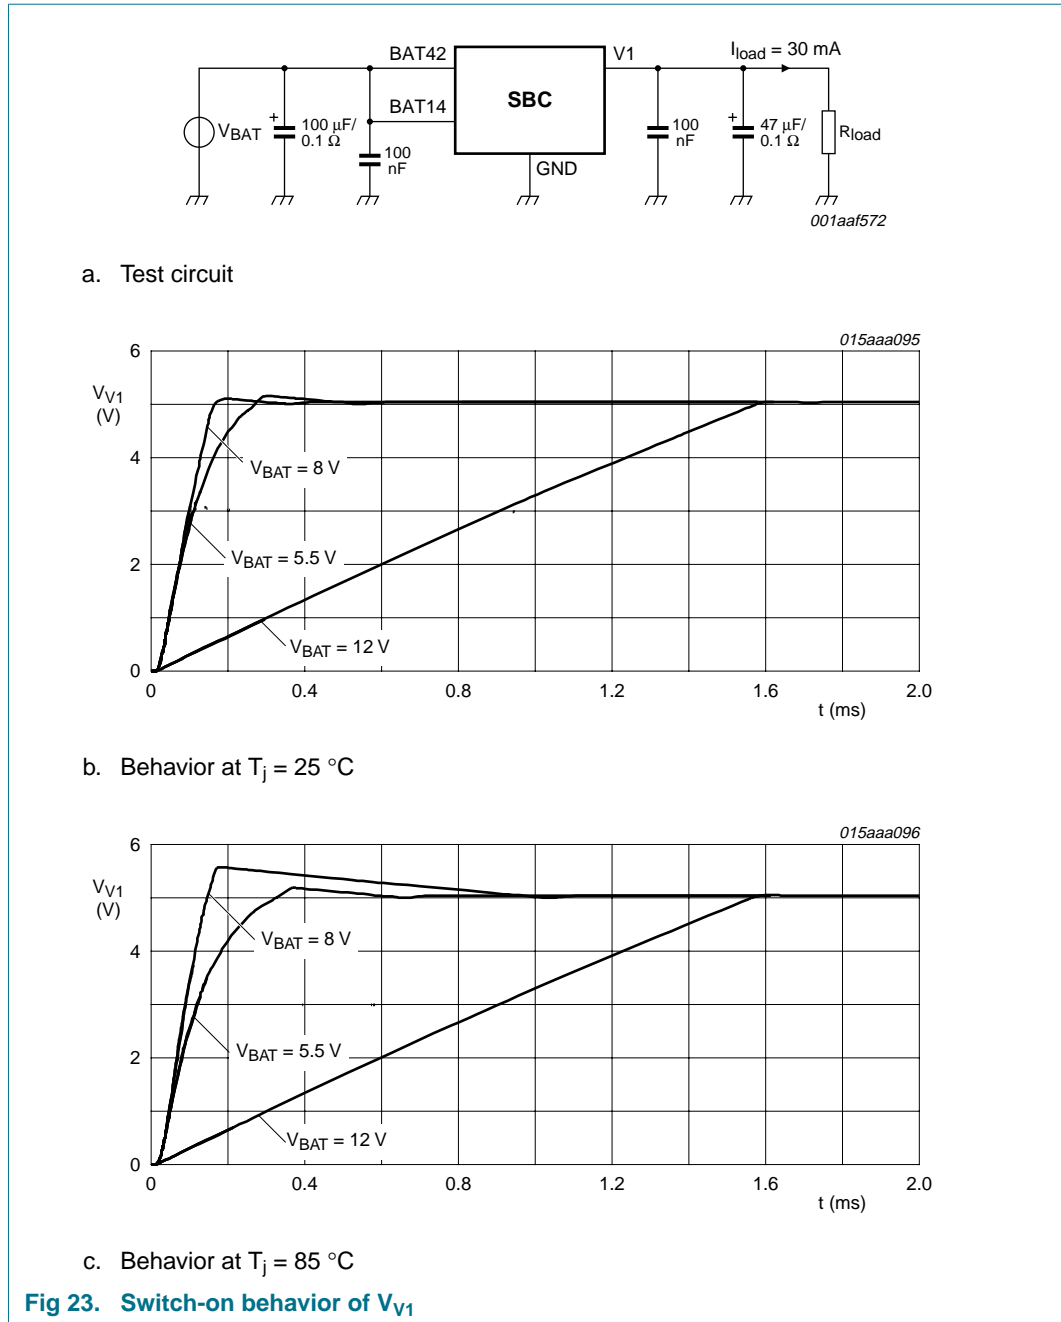 BAT42
V1
Iload = 30 mA
SBC
BAT14
+
VBAT
100 μF/
0.1 Ω
100
nF
GND
100
nF
+
47 μF/
0.1 Ω
Rload
001aaf572
a. Test circuit
015aaa095
VV1
(V)
6
4
2
0
VBAT = 8 V
VBAT = 5.5 V
VBAT = 12 V
0 0.4 0.8 1.2 1.6 2.0
t (ms)
b. Behavior at Tj = 25 °C
015aaa096
VV1
(V)
6
4
2
0
VBAT = 8 V
VBAT = 5.5 V
VBAT = 12 V
0 0.4 0.8 1.2 1.6 2.0
t (ms)
c. Behavior at Tj = 85 °C
Fig 23. Switch-on behavior of VV1